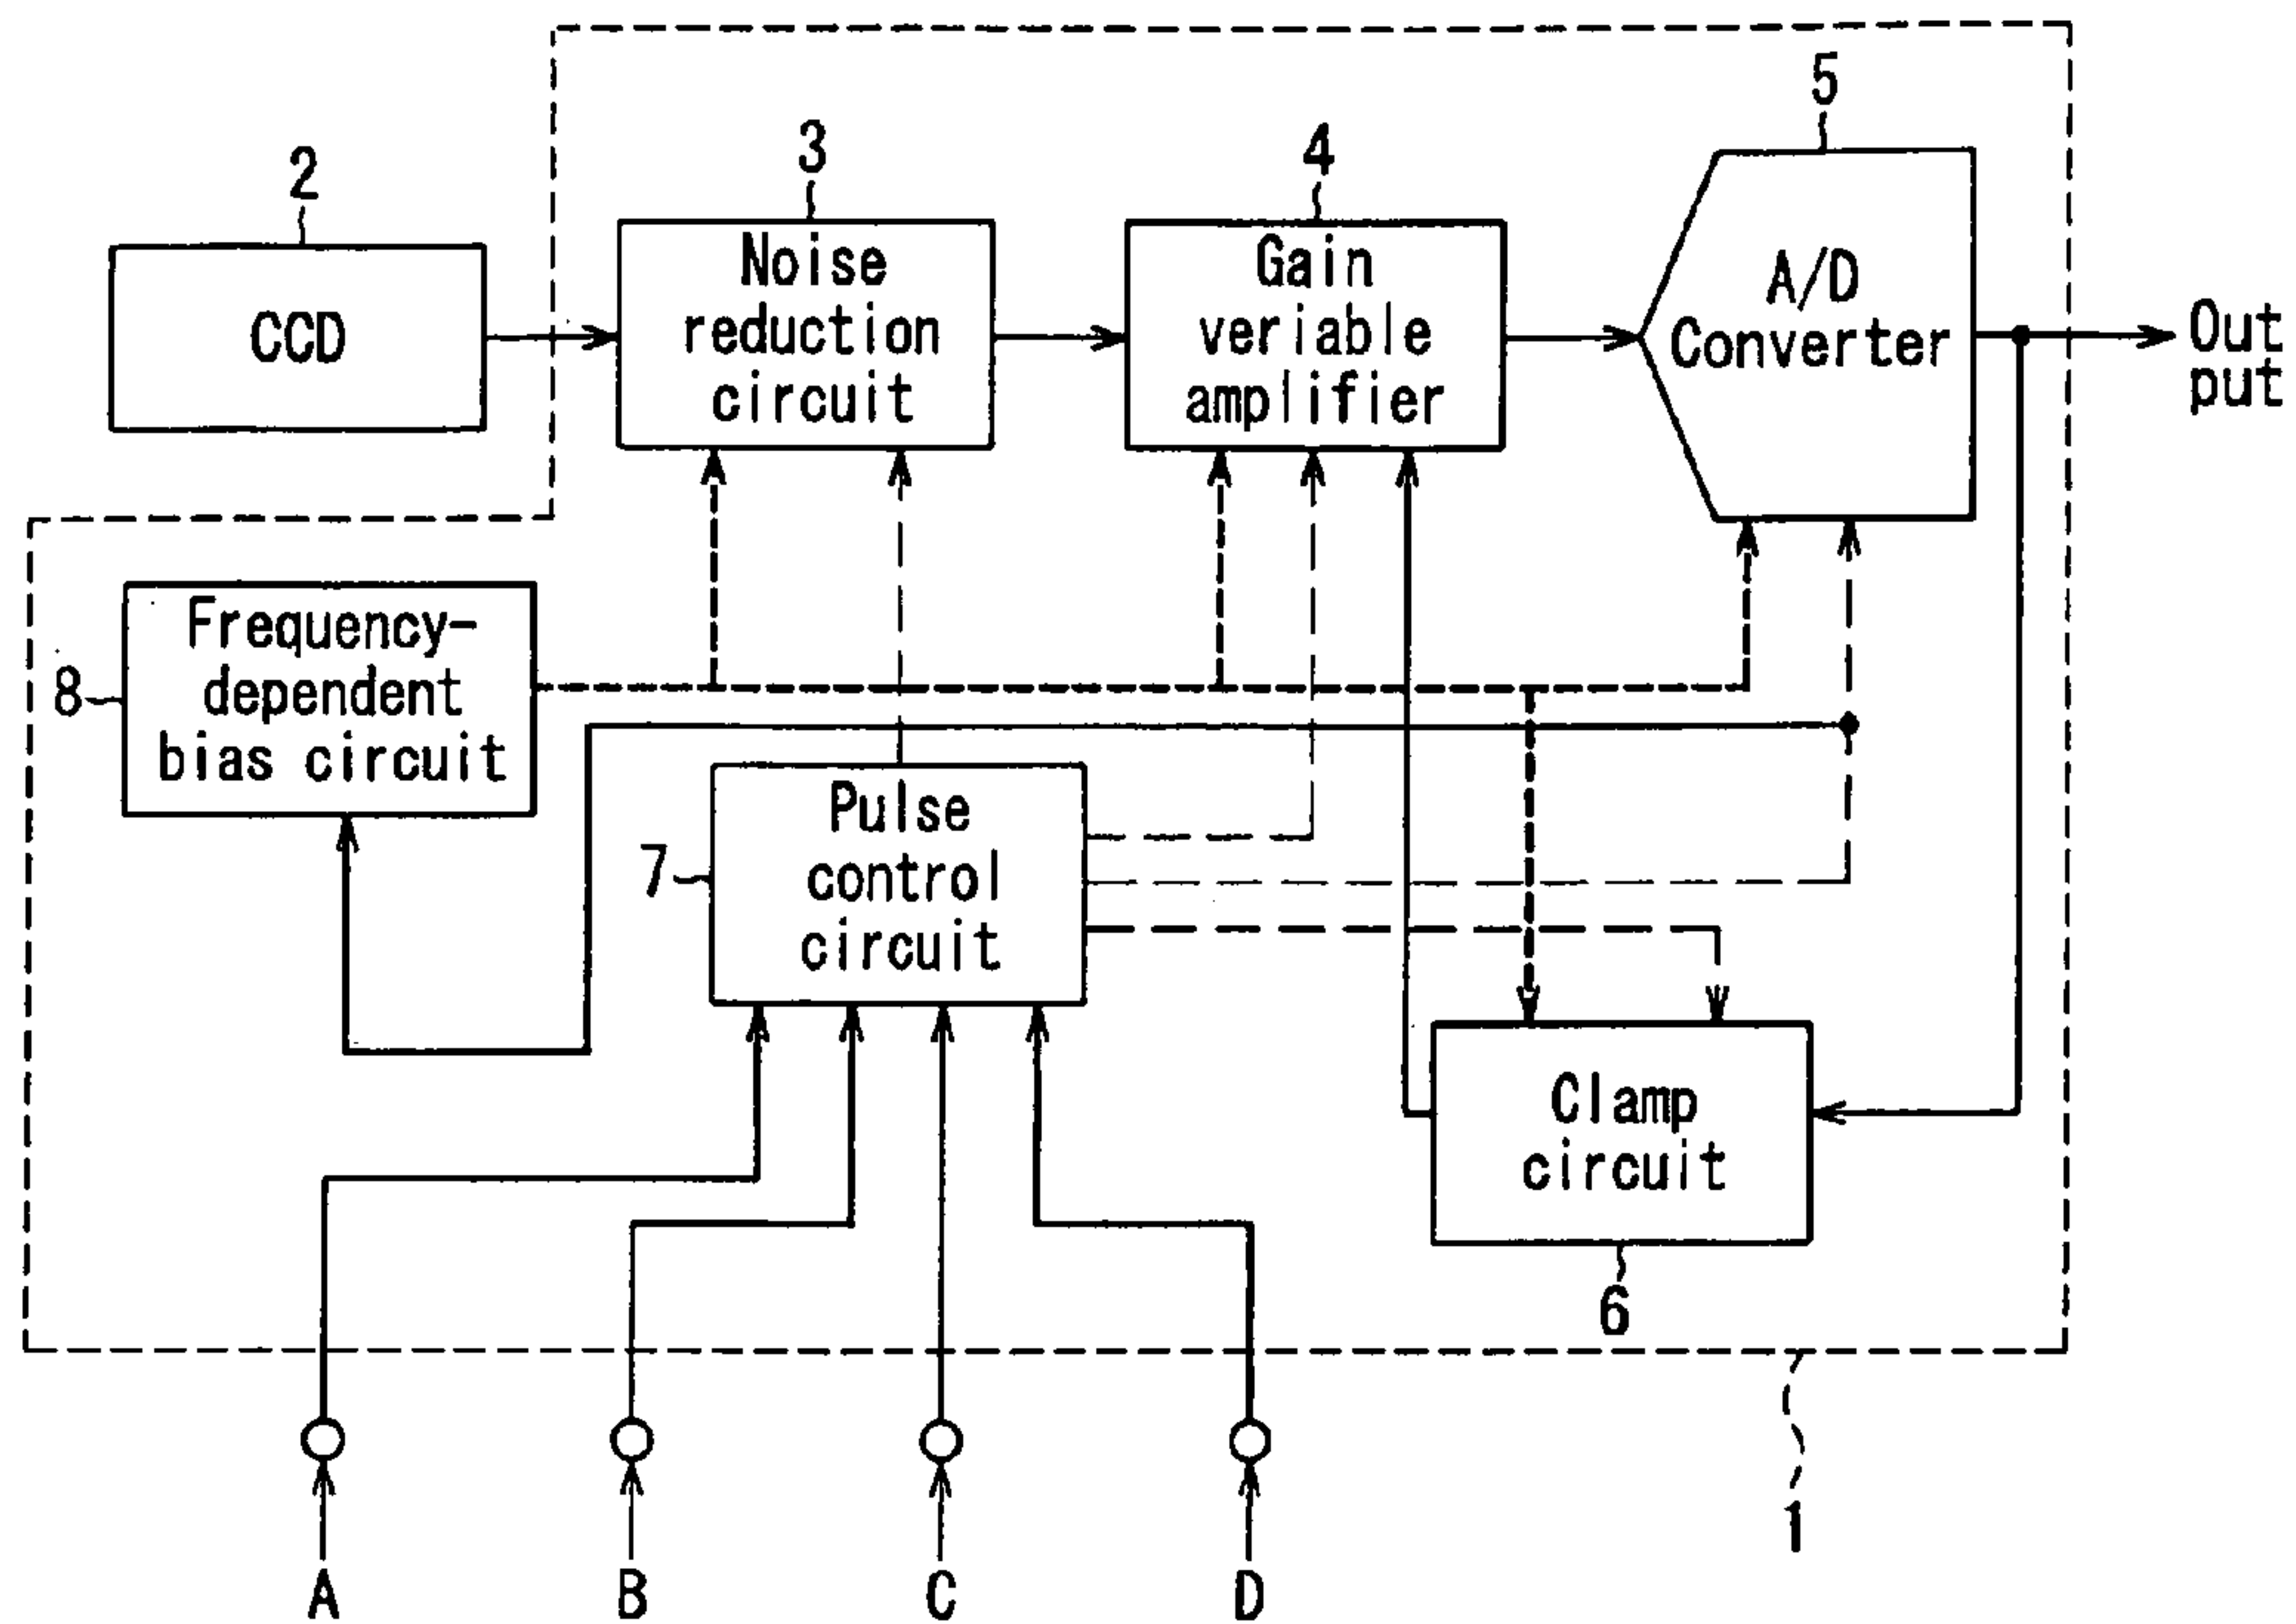 5
3
4
2
Noise
reduction
circuit
Gain
veriable
amplifier
A/D
Converter
CCD
Out
put
Frequency-
dependent
bias circuit
8
Pulse
control
circuit
7
Clamp
circuit
6
1
A
B
C
D